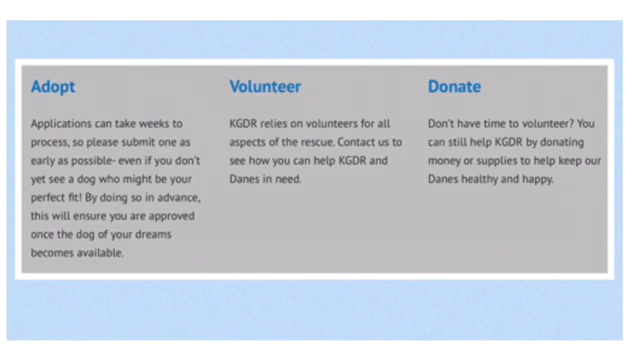 Adopt
Applications can take weeks to
process, so please submit one as
early as possible- even if you don't
yet see a dog who might be your
perfect fit! By doing so in advance,
this will ensure you are approved
once the dog of your dreams
becomes available.
Volunteer
KGDR relies on volunteers for all
aspects of the rescue. Contact us to
see how you can help KGDR and
Danes in need.
Donate
Don't have time to volunteer? You
can still help KGDR by donating
money or supplies to help keep our
Danes healthy and happy.